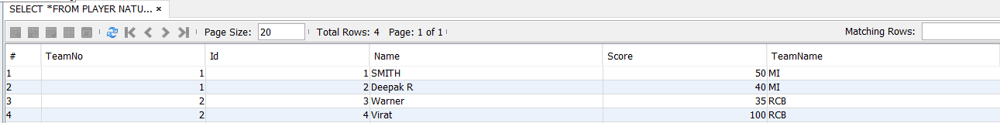 SELECT *FROM PLAYER NATU... ×
Page Size: 20 Total Rows: 4 Page: 1 of 1 Matching Rows:
# TeamNo Id Name Score TeamName
1 1 1 SMITH 50 MI
2 1 2 Deepak R 40 MI
3 2 3 Warner 35 RCB
4 2 4 Virat 100 RCB